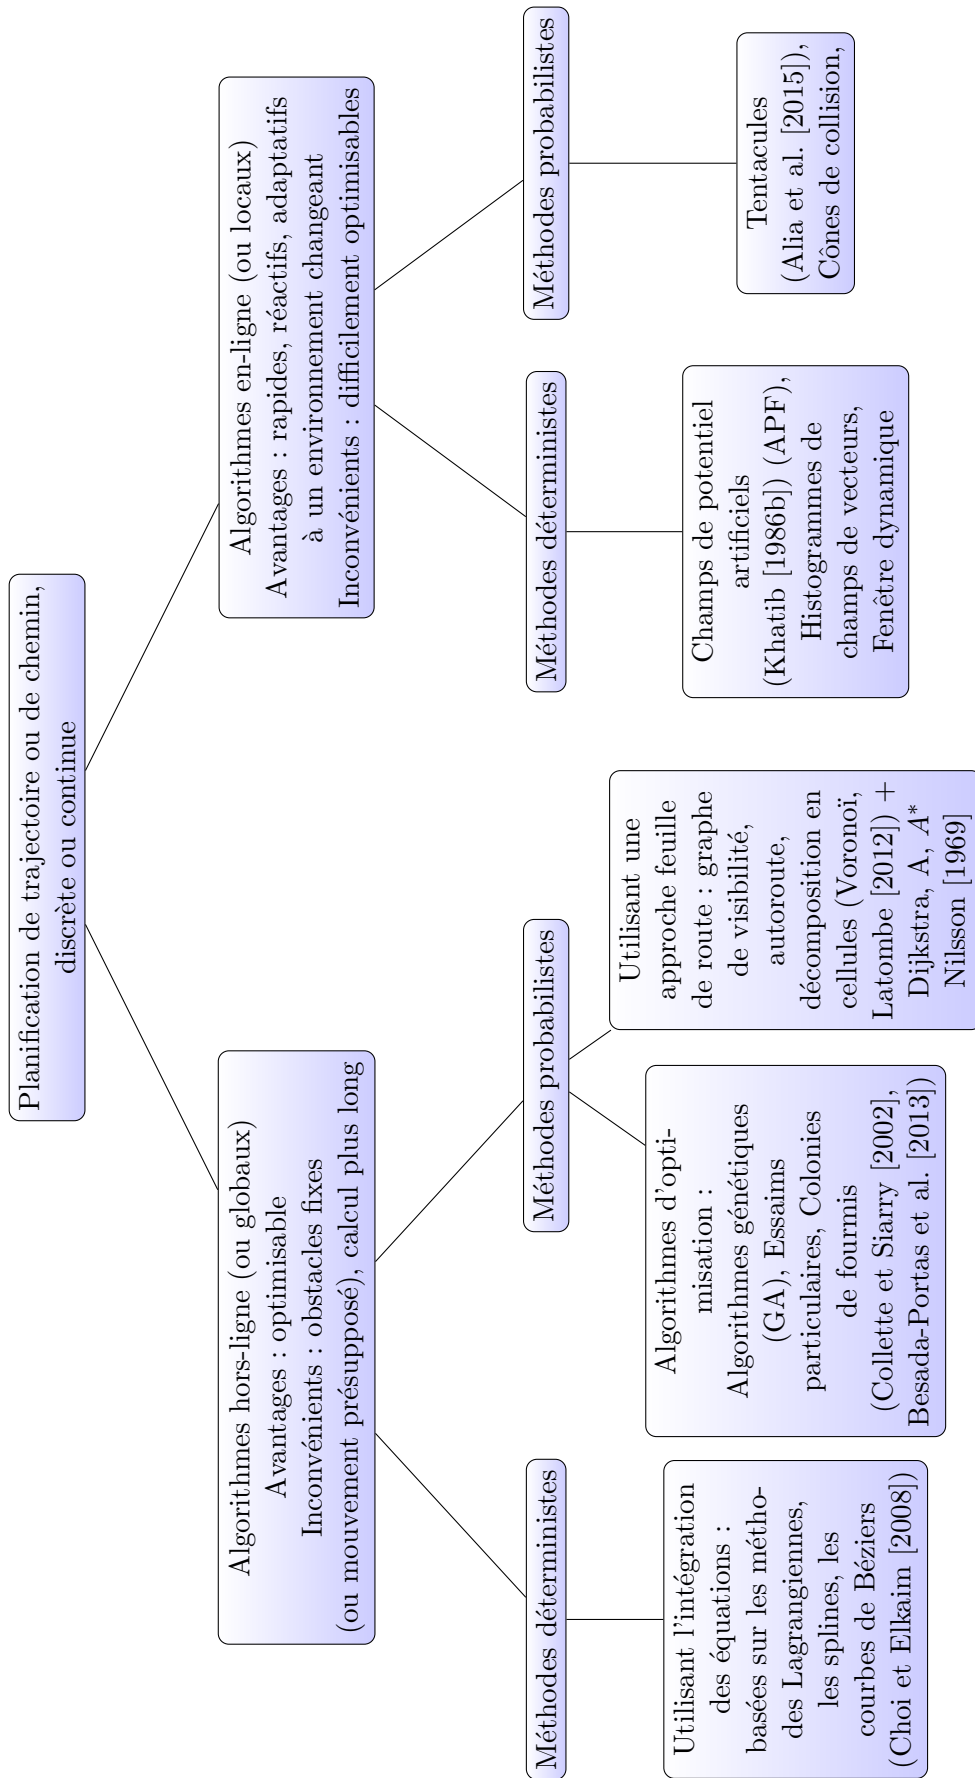 Planification de trajectoire ou de chemin,
discrète ou continue
Algorithmes hors-ligne (ou globaux)
Avantages : optimisable
Inconvénients : obstacles fixes
(ou mouvement présupposé), calcul plus long
Algorithmes en-ligne (ou locaux)
Avantages : rapides, réactifs, adaptatifs
à un environnement changeant
Inconvénients : difficilement optimisables
Méthodes déterministes
Méthodes probabilistes
Méthodes déterministes
Méthodes probabilistes
Utilisant l'intégration
des équations :
basées sur les métho-
des Lagrangiennes,
les splines, les
courbes de Béziers
(Choi et Elkaim [2008])
Algorithmes d'opti-
misation :
Algorithmes génétiques
(GA), Essaims
particulaires, Colonies
de fourmis
(Collette et Siarry [2002],
Besada-Portas et al. [2013])
Utilisant une
approche feuille
de route : graphe
de visibilité,
autoroute,
décomposition en
cellules (Voronoï,
Latombe [2012]) +
Dijkstra, A, A*
Nilsson [1969]
Champs de potentiel
artificiels
(Khatib [1986b]) (APF),
Histogrammes de
champs de vecteurs,
Fenêtre dynamique
Tentacules
(Alia et al. [2015]),
Cônes de collision,